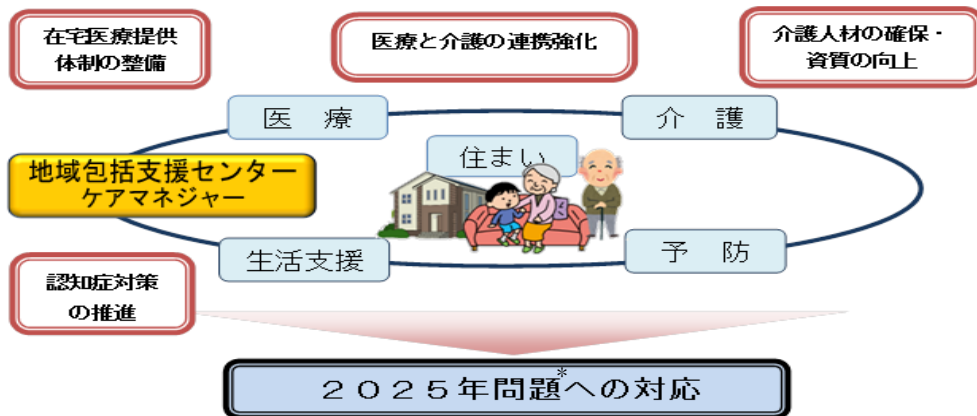 在宅医療提供
体制の整備
医療と介護の連携強化
介護人材の確保・
資質の向上
医 療
介 護
住まい
地域包括支援センター
ケアマネジャー
生活支援
予 防
認知症対策
の推進
2025年問題*への対応